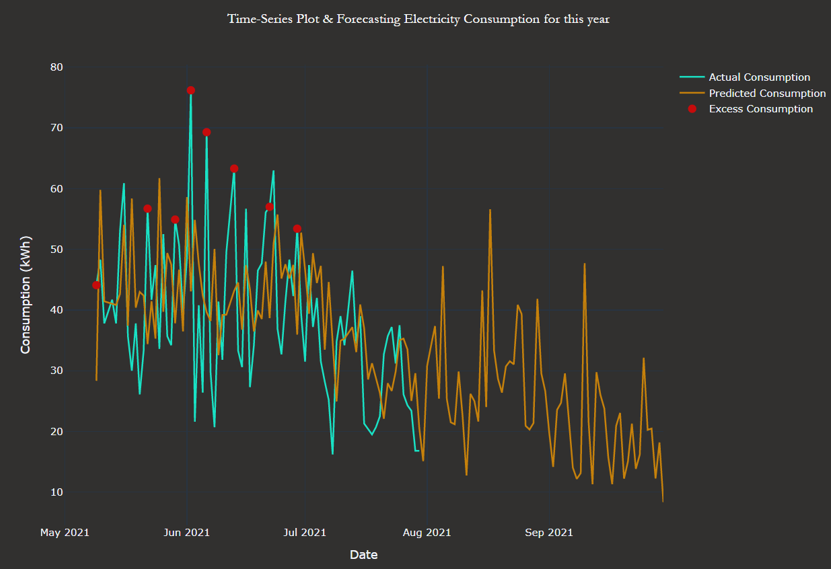 Time-Series Plot & Forecasting Electricity Consumption for this year
80
70
60
50
40
30
20
10
Consumption (kWh)
May 2021
Jun 2021
Jul 2021
Aug 2021
Sep 2021
Date
Actual Consumption
Predicted Consumption
Excess Consumption